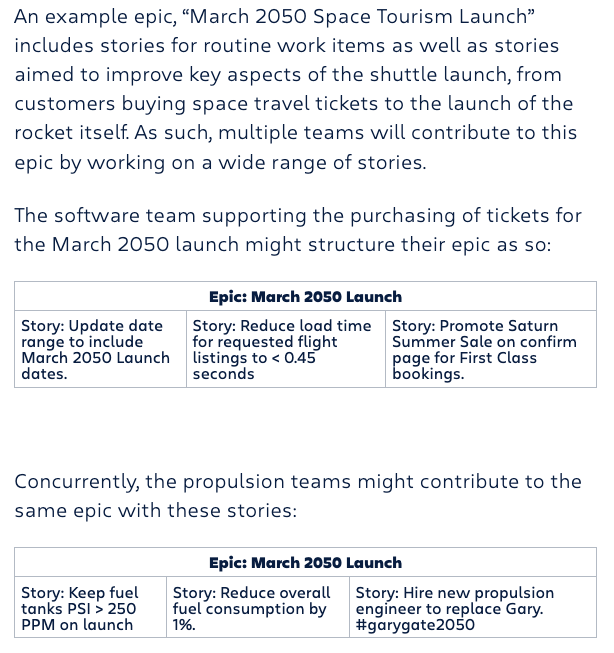 An example epic, “March 2050 Space Tourism Launch”
includes stories for routine work items as well as stories
aimed to improve key aspects of the shuttle launch, from
customers buying space travel tickets to the launch of the
rocket itself. As such, multiple teams will contribute to this
epic by working on a wide range of stories.
The software team supporting the purchasing of tickets for
the March 2050 launch might structure their epic as so:
Epic: March 2050 Launch
Story: Update date
range to include
March 2050 Launch
dates.
Story: Reduce load time
for requested flight
listings to < 0.45
seconds
Story: Promote Saturn
Summer Sale on confirm
page for First Class
bookings.
Concurrently, the propulsion teams might contribute to the
same epic with these stories:
Epic: March 2050 Launch
Story: Keep fuel
tanks PSI > 250
PPM on launch
Story: Reduce overall
fuel consumption by
1%.
Story: Hire new propulsion
engineer to replace Gary.
#garygate2050